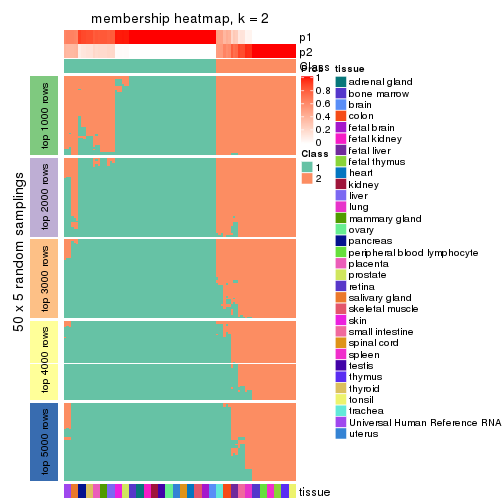 membership heatmap, k = 2
p1
p2
Class
Prob
1
0.8
0.6
0.4
0.2
0
Class
1
2
tissue
adrenal gland
bone marrow
brain
colon
fetal brain
fetal kidney
fetal liver
fetal thymus
heart
kidney
liver
lung
mammary gland
ovary
pancreas
peripheral blood lymphocyte
placenta
prostate
retina
salivary gland
skeletal muscle
skin
small intestine
spinal cord
spleen
testis
thymus
thyroid
tonsil
trachea
Universal Human Reference RNA
uterus
50 x 5 random samplings
top 1000 rows
top 2000 rows
top 3000 rows
top 4000 rows
top 5000 rows
tissue